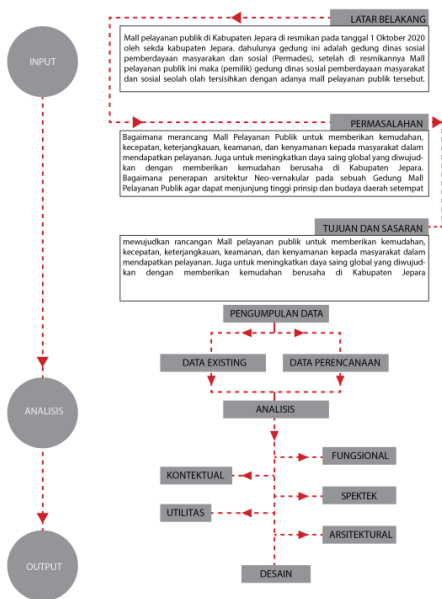 LATAR BELAKANG
Mall pelayanan publik di Kabupaten Jepara di resmikan pada tanggal 1 Oktober 2020
oleh sekda kabupaten Jepara. dahulunya gedung ini adalah gedung dinas sosial
pemberdayaan masyarakan dan sosial (Permades), setelah di resmikannya Mall
pelayanan Publik ini maka (pemilik) gedung dinas sosial pemberdayaan masyarakat
dan sosial seolah olah tersisihkan dengan adanya mall pelayanan publik tersebut.
INPUT
PERMASALAHAN
Bagaimana merancang Mall Pelayanan Publik untuk memberikan kemudahan,
kecepatan, keterjangkauan, keamanan, dan kenyamanan kepada masyarakat dalam
mendapatkan pelayanan. Juga untuk meningkatkan daya saing global yang diwujud-
kan dengan memberikan kemudahan berusaha di Kabupaten Jepara.
Bagaimana penerapan arsitektur Neo-vernakular pada sebuah Gedung Mall
Pelayanan Publik agar dapat menjunjung tinggi prinsip dan budaya daerah setempat
TUJUAN DAN SASARAN
mewujudkan rancangan Mall pelayanan publik untuk memberikan kemudahan,
kecepatan, keterjangkauan, keamanan, dan kenyamanan kepada masyarakat dalam
mendapatkan pelayanan. Juga untuk meningkatkan daya saing global yang diwujud-
kan dengan memberikan kemudahan berusaha di Kabupaten Jepara
PENGUMPULAN DATA
DATA EXISTING
DATA PERENCANAAN
ANALISIS
ANALISIS
FUNGSIONAL
KONTEKTUAL
SPEKTEK
UTILITAS
ARSITEKTURAL
OUTPUT
DESAIN